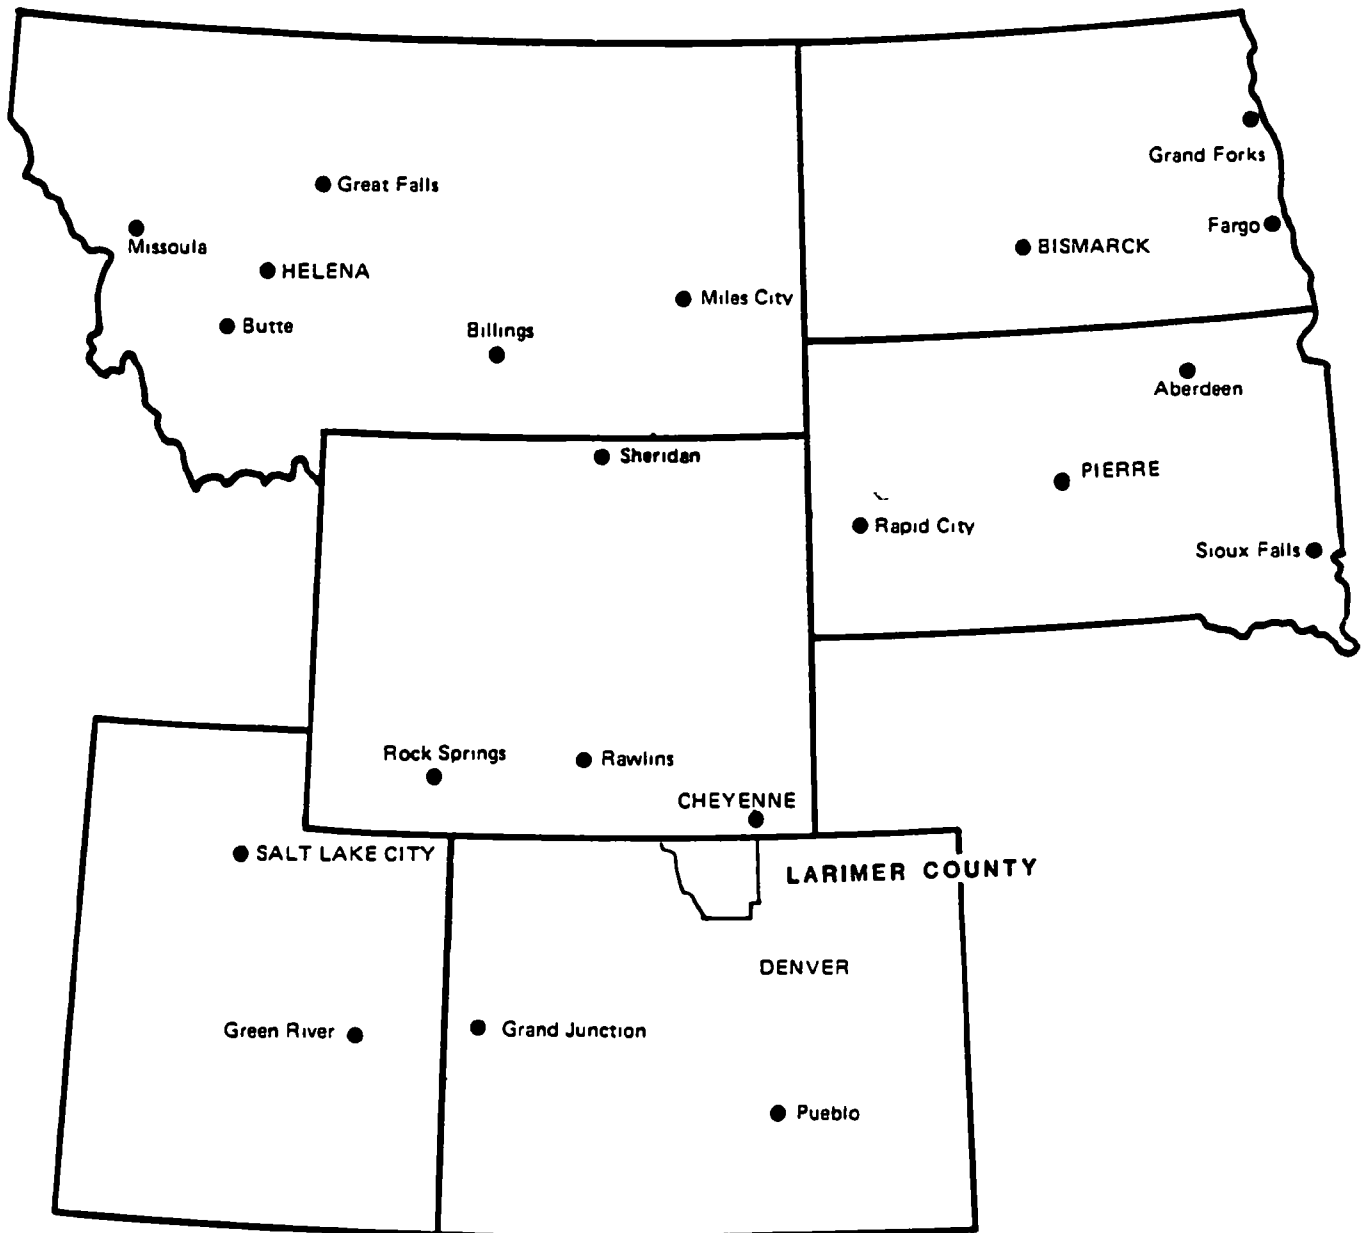 Grand Forks
Great Falls
Fargo
Missoula
BISMARCK
HELENA
Miles City
Butte
Billings
Aberdeen
Sheridan
PIERRE
Rapid City
Sioux Falls
Rock Springs
Rawlins
CHEYENNE
SALT LAKE CITY
LARIMER COUNTY
DENVER
Green River
Grand Junction
Pueblo